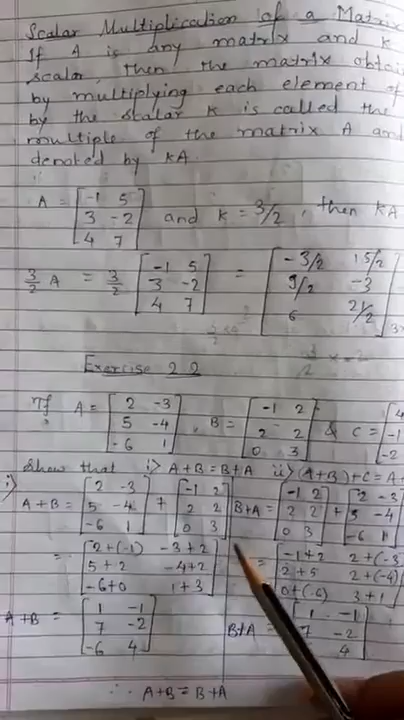 Scalar Multiplication of a Matrix
If A is any matrix and k
scalar, then the matrix obtai
by multiplying each element of
by the scalar k is called the
multiple of the matrix A and
denoted by kA.
A = [-1 5
3 -2
4 7] and k = 3/2, then kA
3/2 A = 3/2 [-1 5
3 -2
4 7] = [-3/2 15/2
9/2 -3
6 21/2]
Exercise 2.2
If A = [2 -3
5 -4
-6 1], B = [-1 2
2 2
0 3] & C = [4
-1
-2
Show that i> A+B = B+A ii> (A+B)+C = A+
i> A+B = [2 -3
5 -4
-6 1] + [-1 2
2 2
0 3]
= [2+(-1) -3+2
5+2 -4+2
-6+0 1+3]
A+B = [1 -1
7 -2
-6 4]
B+A = [-1 2
2 2
0 3] + [2 -3
5 -4
-6 1
= [-1+2 2+(-3
2+5 2+(-4)
0+(-6) 3+1
B+A = [1 -1
7 -2
4]
∴ A+B = B+A